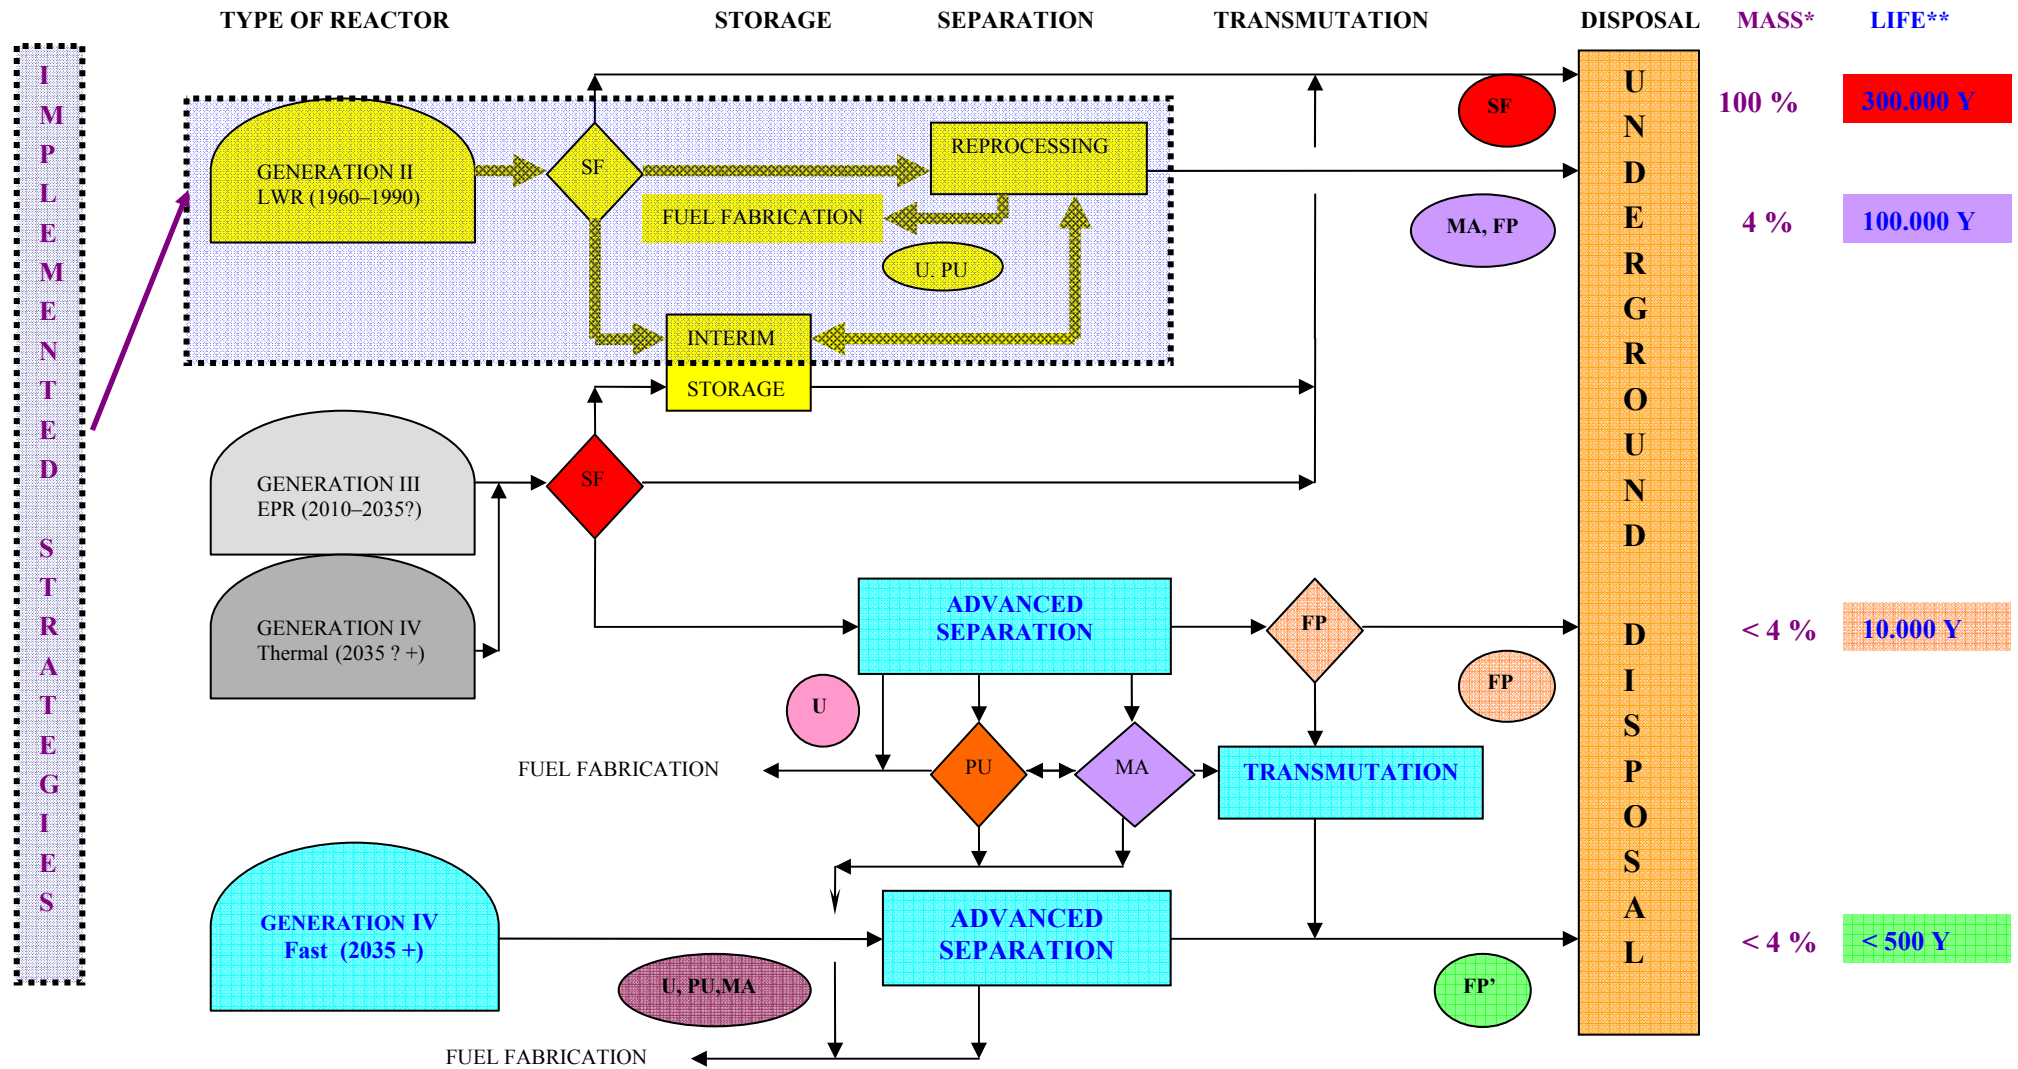 TYPE OF REACTOR
STORAGE
SEPARATION
TRANSMUTATION
DISPOSAL
MASS*
LIFE**
IMPLEMENTED STRATEGIES
UNDERGROUND DISPOSAL
GENERATION II
LWR (1960–1990)
SF
REPROCESSING
FUEL FABRICATION
U. PU
INTERIM
STORAGE
SF
100 %
300.000 Y
MA, FP
4 %
100.000 Y
GENERATION III
EPR (2010–2035?)
SF
GENERATION IV
Thermal (2035 ? +)
ADVANCED
SEPARATION
FP
FP
< 4 %
10.000 Y
U
FUEL FABRICATION
PU
MA
TRANSMUTATION
GENERATION IV
Fast (2035 +)
ADVANCED
SEPARATION
U, PU,MA
FP’
< 4 %
< 500 Y
FUEL FABRICATION